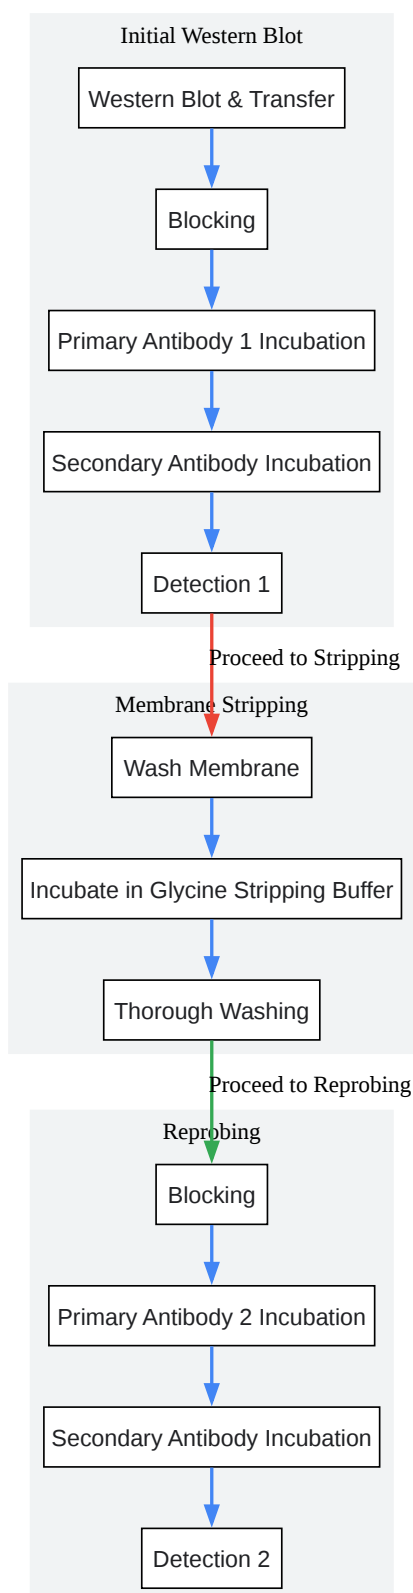 Initial Western Blot
Western Blot & Transfer
Blocking
Primary Antibody 1 Incubation
Secondary Antibody Incubation
Detection 1
Proceed to Stripping
Membrane Stripping
Wash Membrane
Incubate in Glycine Stripping Buffer
Thorough Washing
Proceed to Reprobing
Reprobing
Blocking
Primary Antibody 2 Incubation
Secondary Antibody Incubation
Detection 2